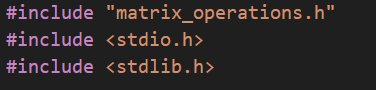 #include "matrix_operations.h"
#include <stdio.h>
#include <stdlib.h>